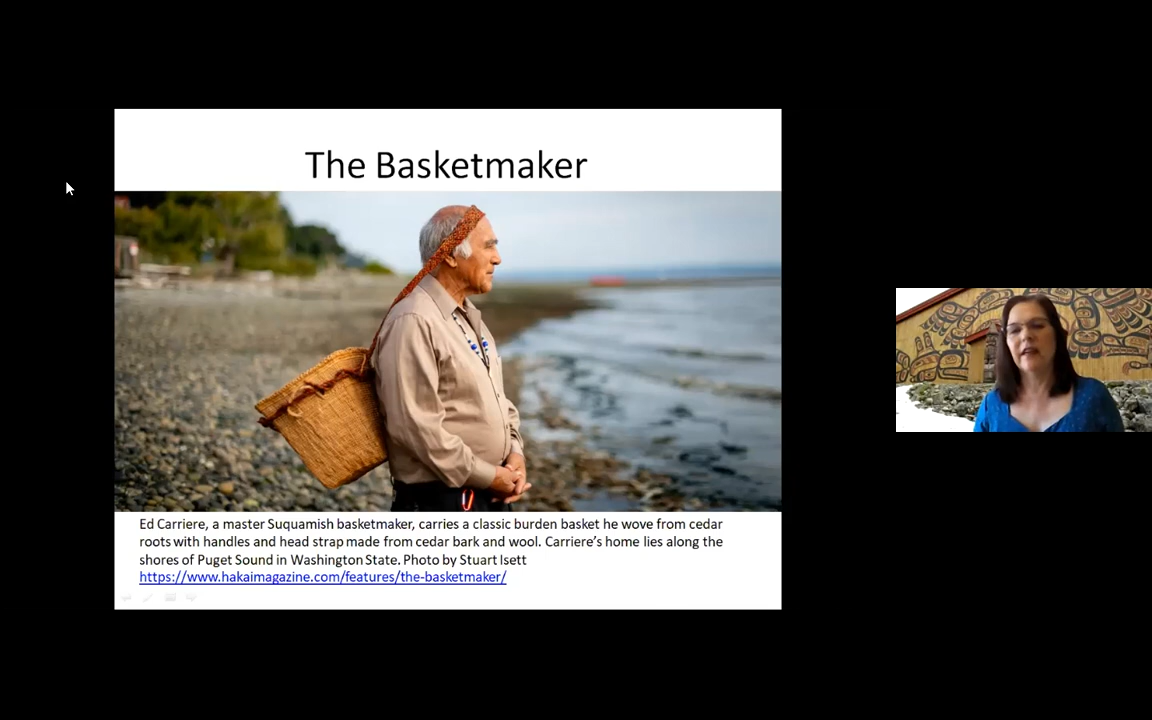 The Basketmaker
Ed Carriere, a master Suquamish basketmaker, carries a classic burden basket he wove from cedar
roots with handles and head strap made from cedar bark and wool. Carriere’s home lies along the
shores of Puget Sound in Washington State. Photo by Stuart Isett
https://www.hakaimagazine.com/features/the-basketmaker/